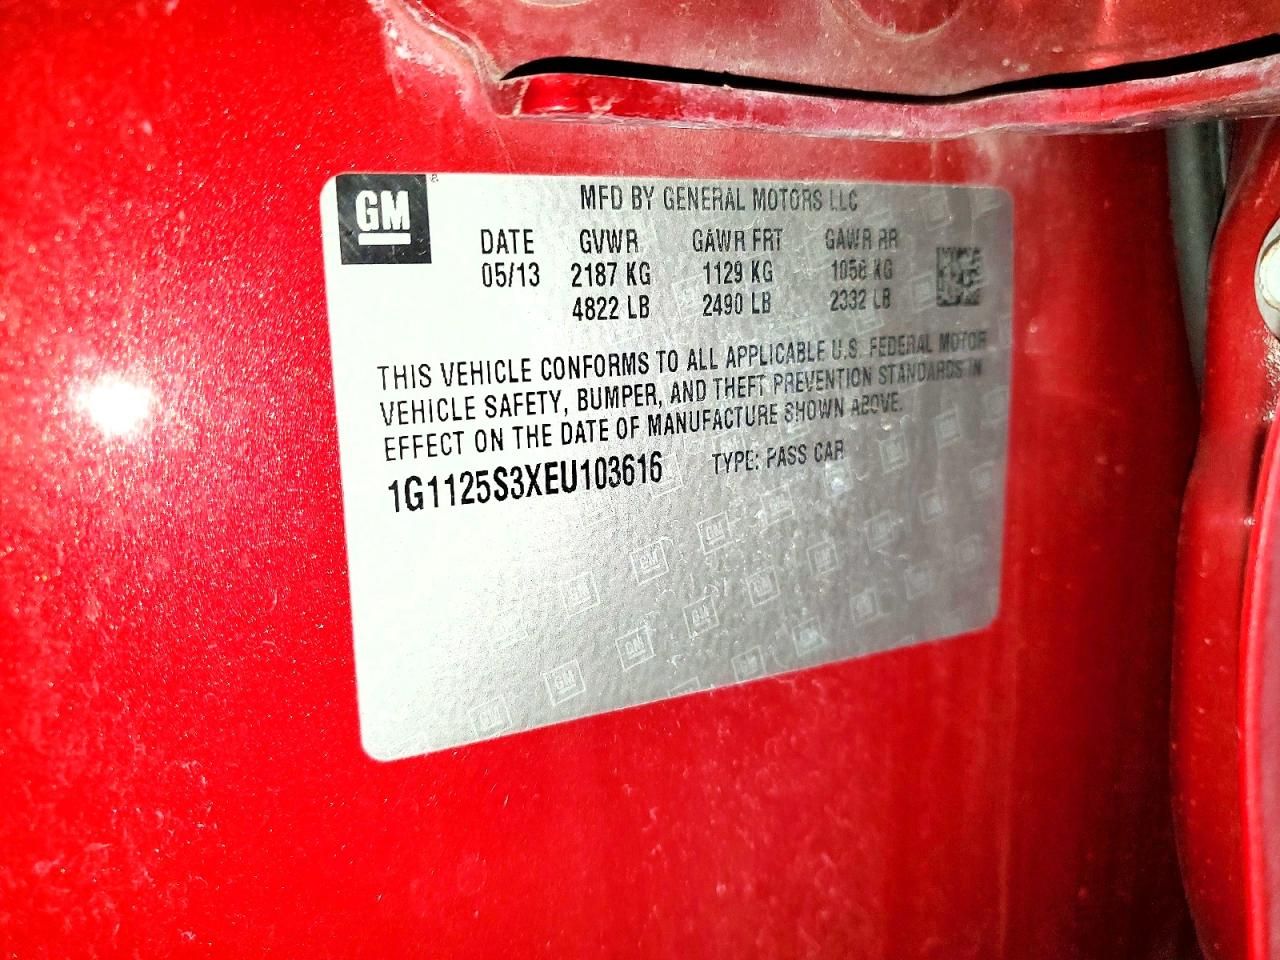 GM
MFD BY GENERAL MOTORS LLC
DATE GVWR GAWR FRT GAWR RR
05/13 2187 KG 1129 KG 1058 KG
4822 LB 2490 LB 2332 LB
THIS VEHICLE CONFORMS TO ALL APPLICABLE U.S. FEDERAL MOTOR
VEHICLE SAFETY, BUMPER, AND THEFT PREVENTION STANDARDS IN
EFFECT ON THE DATE OF MANUFACTURE SHOWN ABOVE.
1G1125S3XEU103616 TYPE: PASS CAR